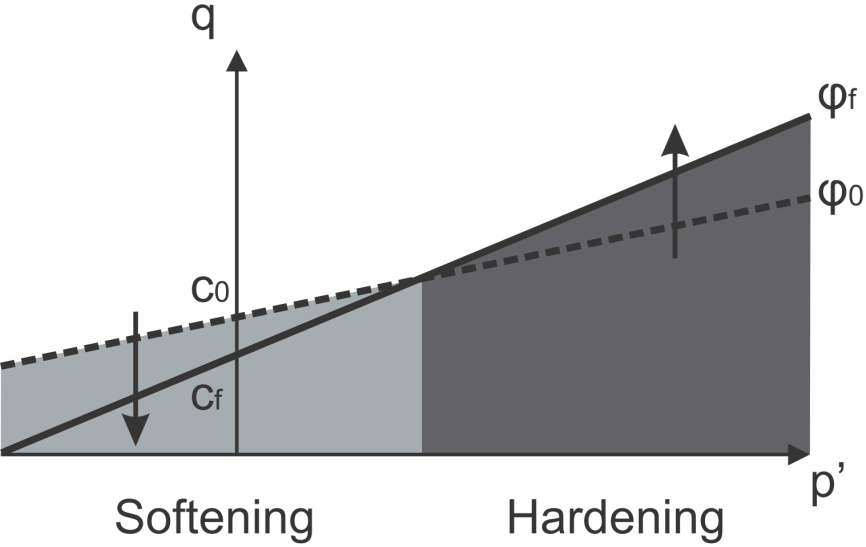 q
φf
φ0
c0
cf
p’
Softening
Hardening